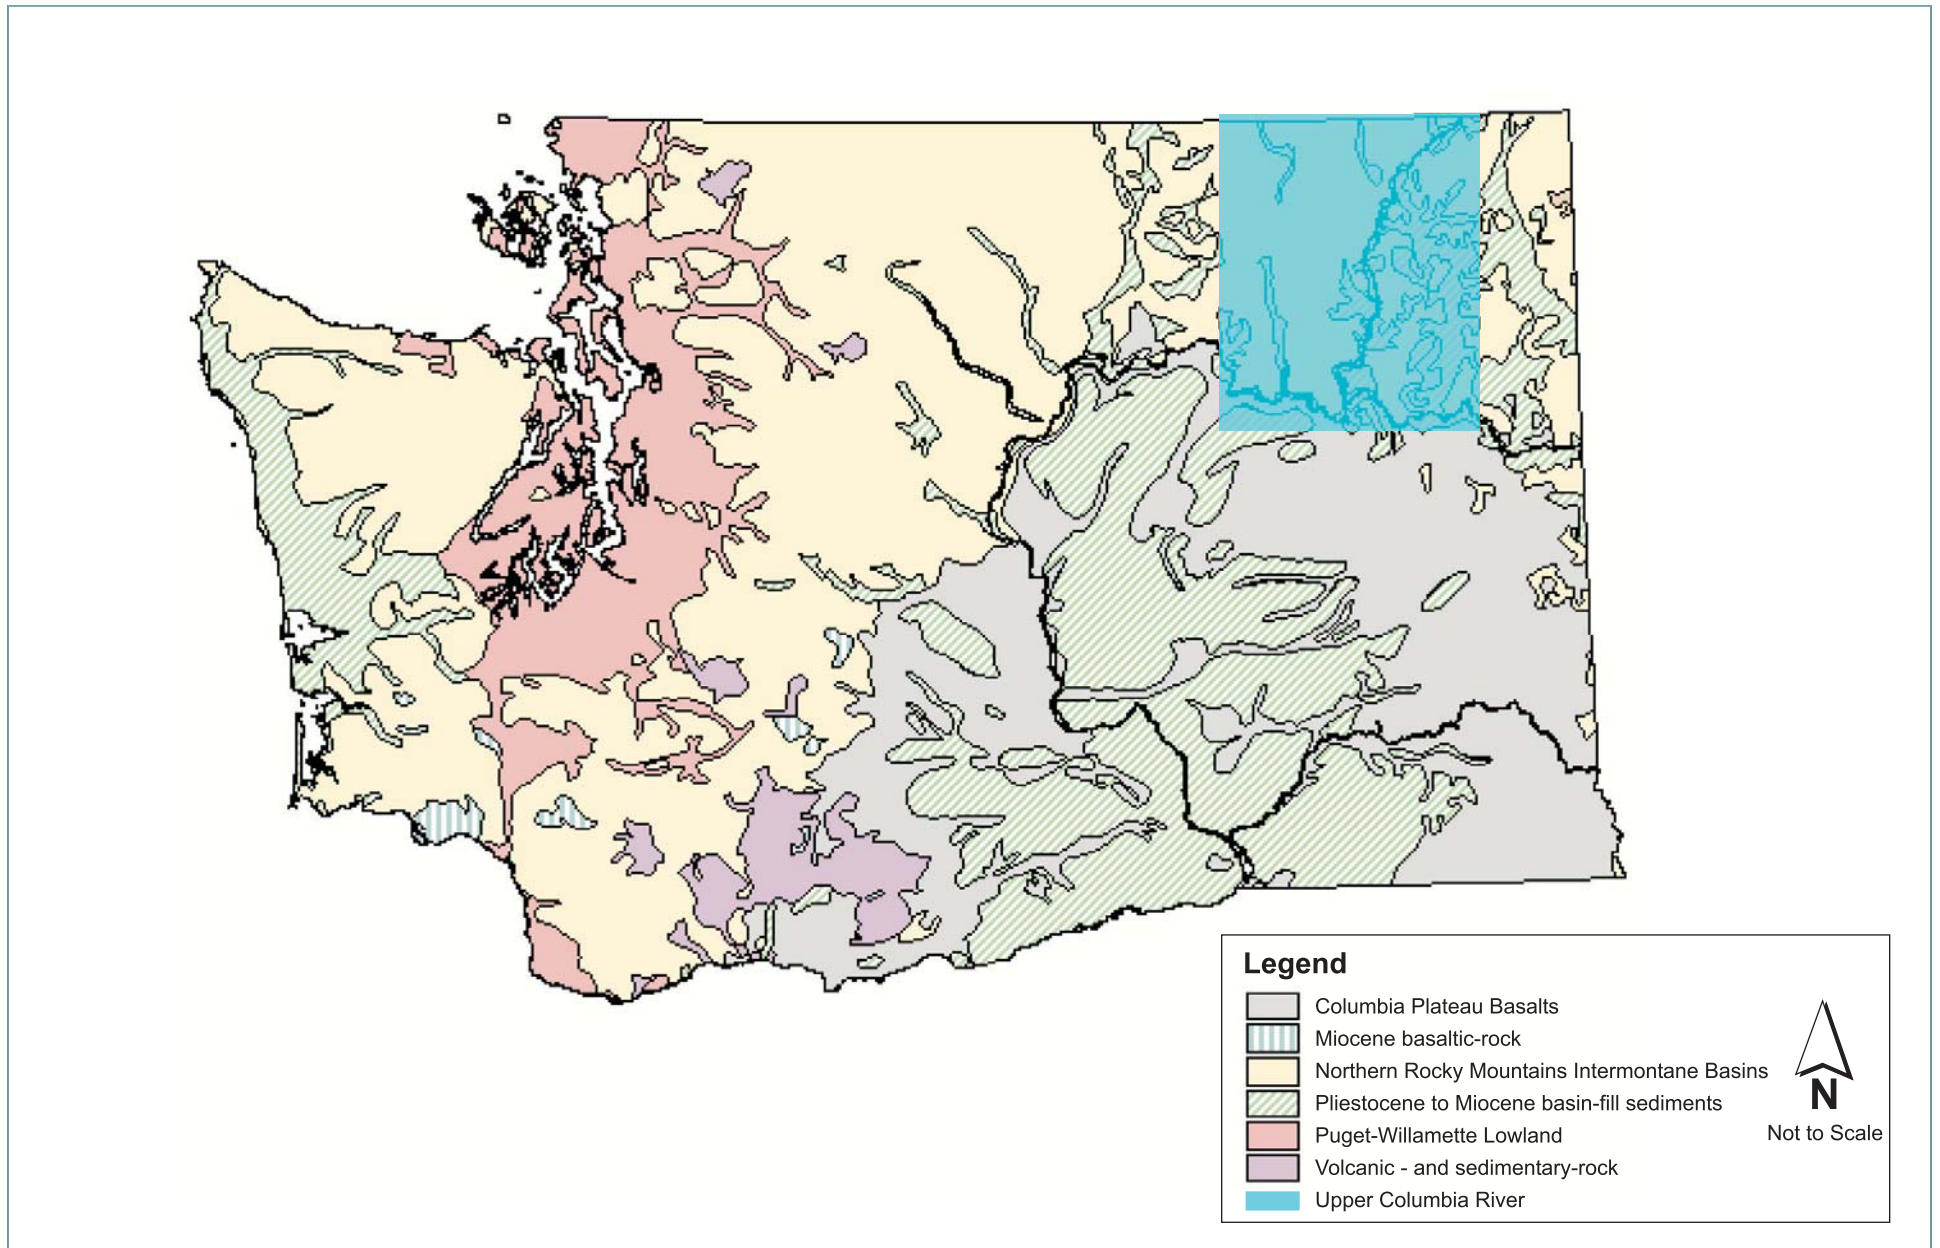 Legend
Columbia Plateau Basalts
Miocene basaltic-rock
Northern Rocky Mountains Intermontane Basins
Pliestocene to Miocene basin-fill sediments
Puget-Willamette Lowland
Volcanic - and sedimentary-rock
Upper Columbia River
N
Not to Scale